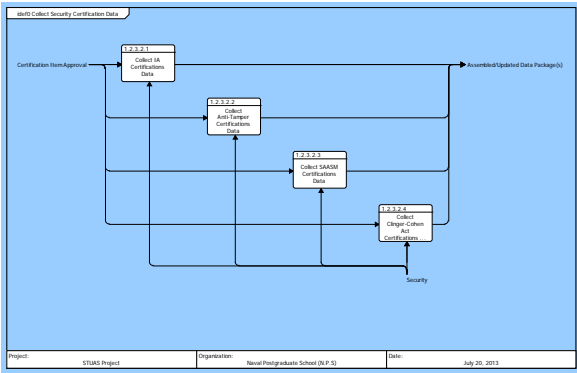 idef0 Collect Security Certification Data
1.2.3.2.1
Collect IA
Certifications
Data
Certification Item Approval
Assembled/Updated Data Package(s)
1.2.3.2.2
Collect
Anti-Tamper
Certifications
Data
1.2.3.2.3
Collect SAASM
Certifications
Data
1.2.3.2.4
Collect
Clinger-Cohen
Act
Certifications ...
Security
Project:
STUAS Project
Organization:
Naval Postgraduate School (N.P.S)
Date:
July 20, 2013